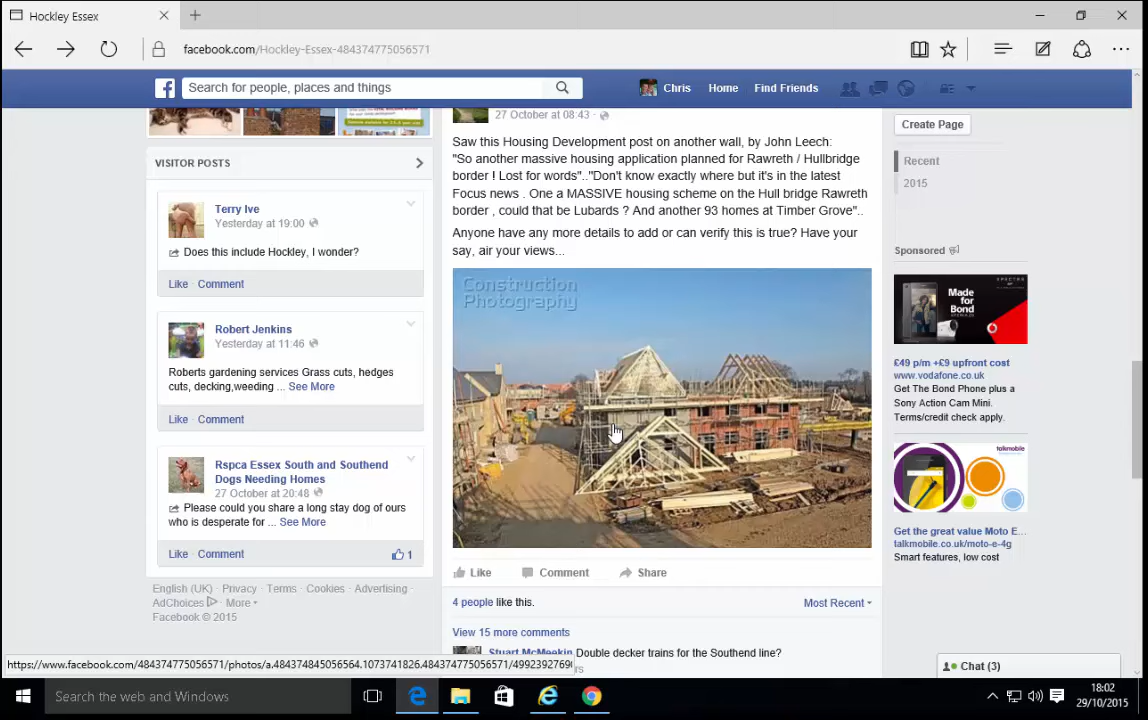 Hockley Essex
facebook.com/Hockley-Essex-484374775056571
Search for people, places and things
Chris
Home
Find Friends
VISITOR POSTS
Terry Ive
Yesterday at 19:00
Does this include Hockley, I wonder?
Like · Comment
Robert Jenkins
Yesterday at 11:46
Roberts gardening services Grass cuts, hedges
cuts, decking,weeding ... See More
Like · Comment
Rspca Essex South and Southend
Dogs Needing Homes
27 October at 20:48
Please could you share a long stay dog of ours
who is desperate for ... See More
Like · Comment
1
English (UK) · Privacy · Terms · Cookies · Advertising ·
AdChoices · More
Facebook © 2015
27 October at 08:43 ·
Saw this Housing Development post on another wall, by John Leech:
"So another massive housing application planned for Rawreth / Hullbridge
border ! Lost for words".."Don't know exactly where but it's in the latest
Focus news . One a MASSIVE housing scheme on the Hull bridge Rawreth
border , could that be Lubards ? And another 93 homes at Timber Grove"..
Anyone have any more details to add or can verify this is true? Have your
say, air your views...
Construction
Photography
Like
Comment
Share
4 people like this.
Most Recent
View 15 more comments
Stuart McMeekin Double decker trains for the Southend line?
Create Page
Recent
2015
Sponsored
Made
for
Bond
£49 p/m +£9 upfront cost
www.vodafone.co.uk
Get The Bond Phone plus a
Sony Action Cam Mini.
Terms/credit check apply.
talkmobile
Get the great value Moto E...
talkmobile.co.uk/moto-e-4g
Smart features, low cost
Chat (3)
https://www.facebook.com/484374775056571/photos/a.484374845056564.1073741826.484374775056571/4992392769
Search the web and Windows
18:02
29/10/2015